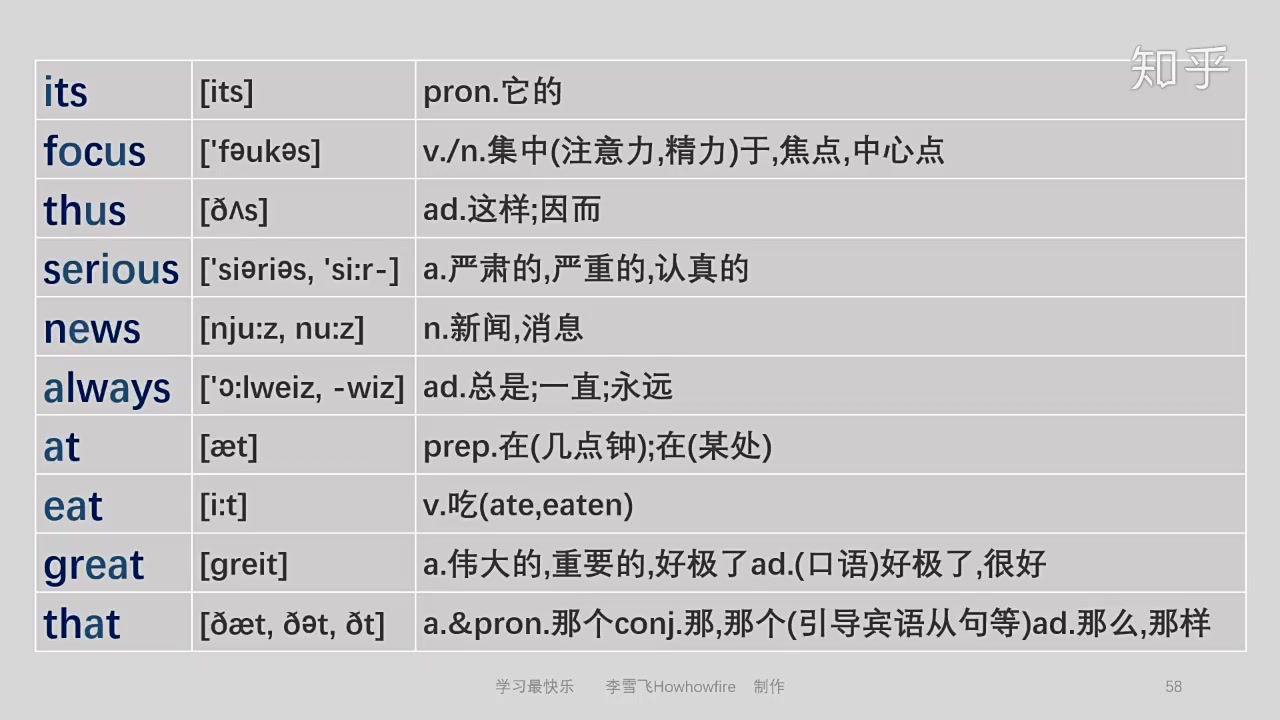 知乎
its [its] pron.它的
focus ['fəukəs] v./n.集中(注意力,精力)于,焦点,中心点
thus [ðʌs] ad.这样;因而
serious ['siəriəs, 'si:r-] a.严肃的,严重的,认真的
news [nju:z, nu:z] n.新闻,消息
always ['ɔ:lweiz, -wiz] ad.总是;一直;永远
at [æt] prep.在(几点钟);在(某处)
eat [i:t] v.吃(ate,eaten)
great [greit] a.伟大的,重要的,好极了ad.(口语)好极了,很好
that [ðæt, ðət, ðt] a.&pron.那个conj.那,那个(引导宾语从句等)ad.那么,那样
学习最快乐 李雪飞Howhowfire 制作 58